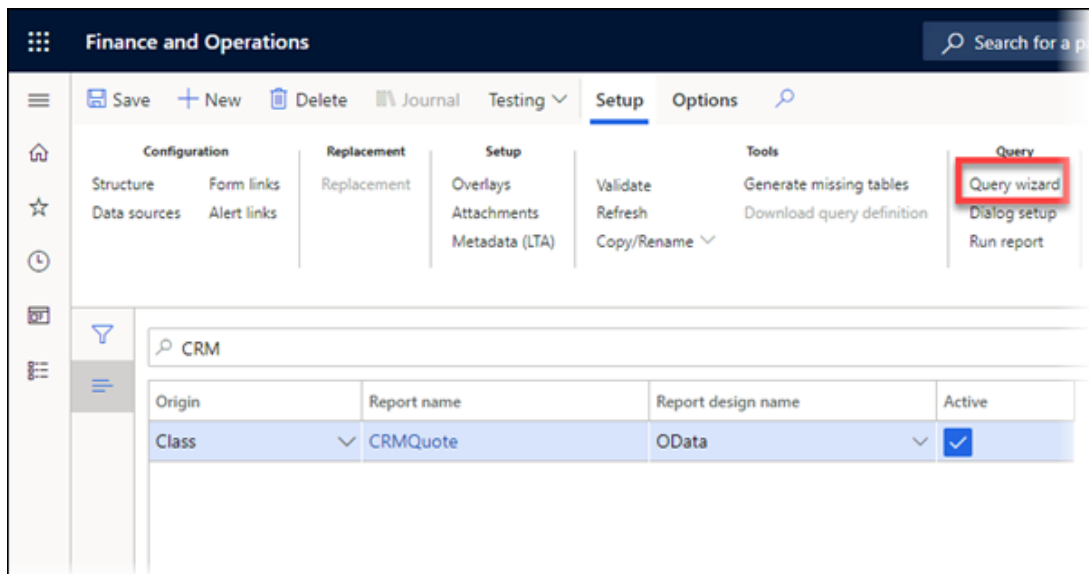 Finance and Operations
Search for a p
Save New Delete Journal Testing Setup Options
Configuration Replacement Setup Tools Query
Structure Form links Replacement Overlays Validate Generate missing tables Query wizard
Data sources Alert links Attachments Refresh Download query definition Dialog setup
Metadata (LTA) Copy/Rename Run report
CRM
Origin Report name Report design name Active
Class CRMQuote OData